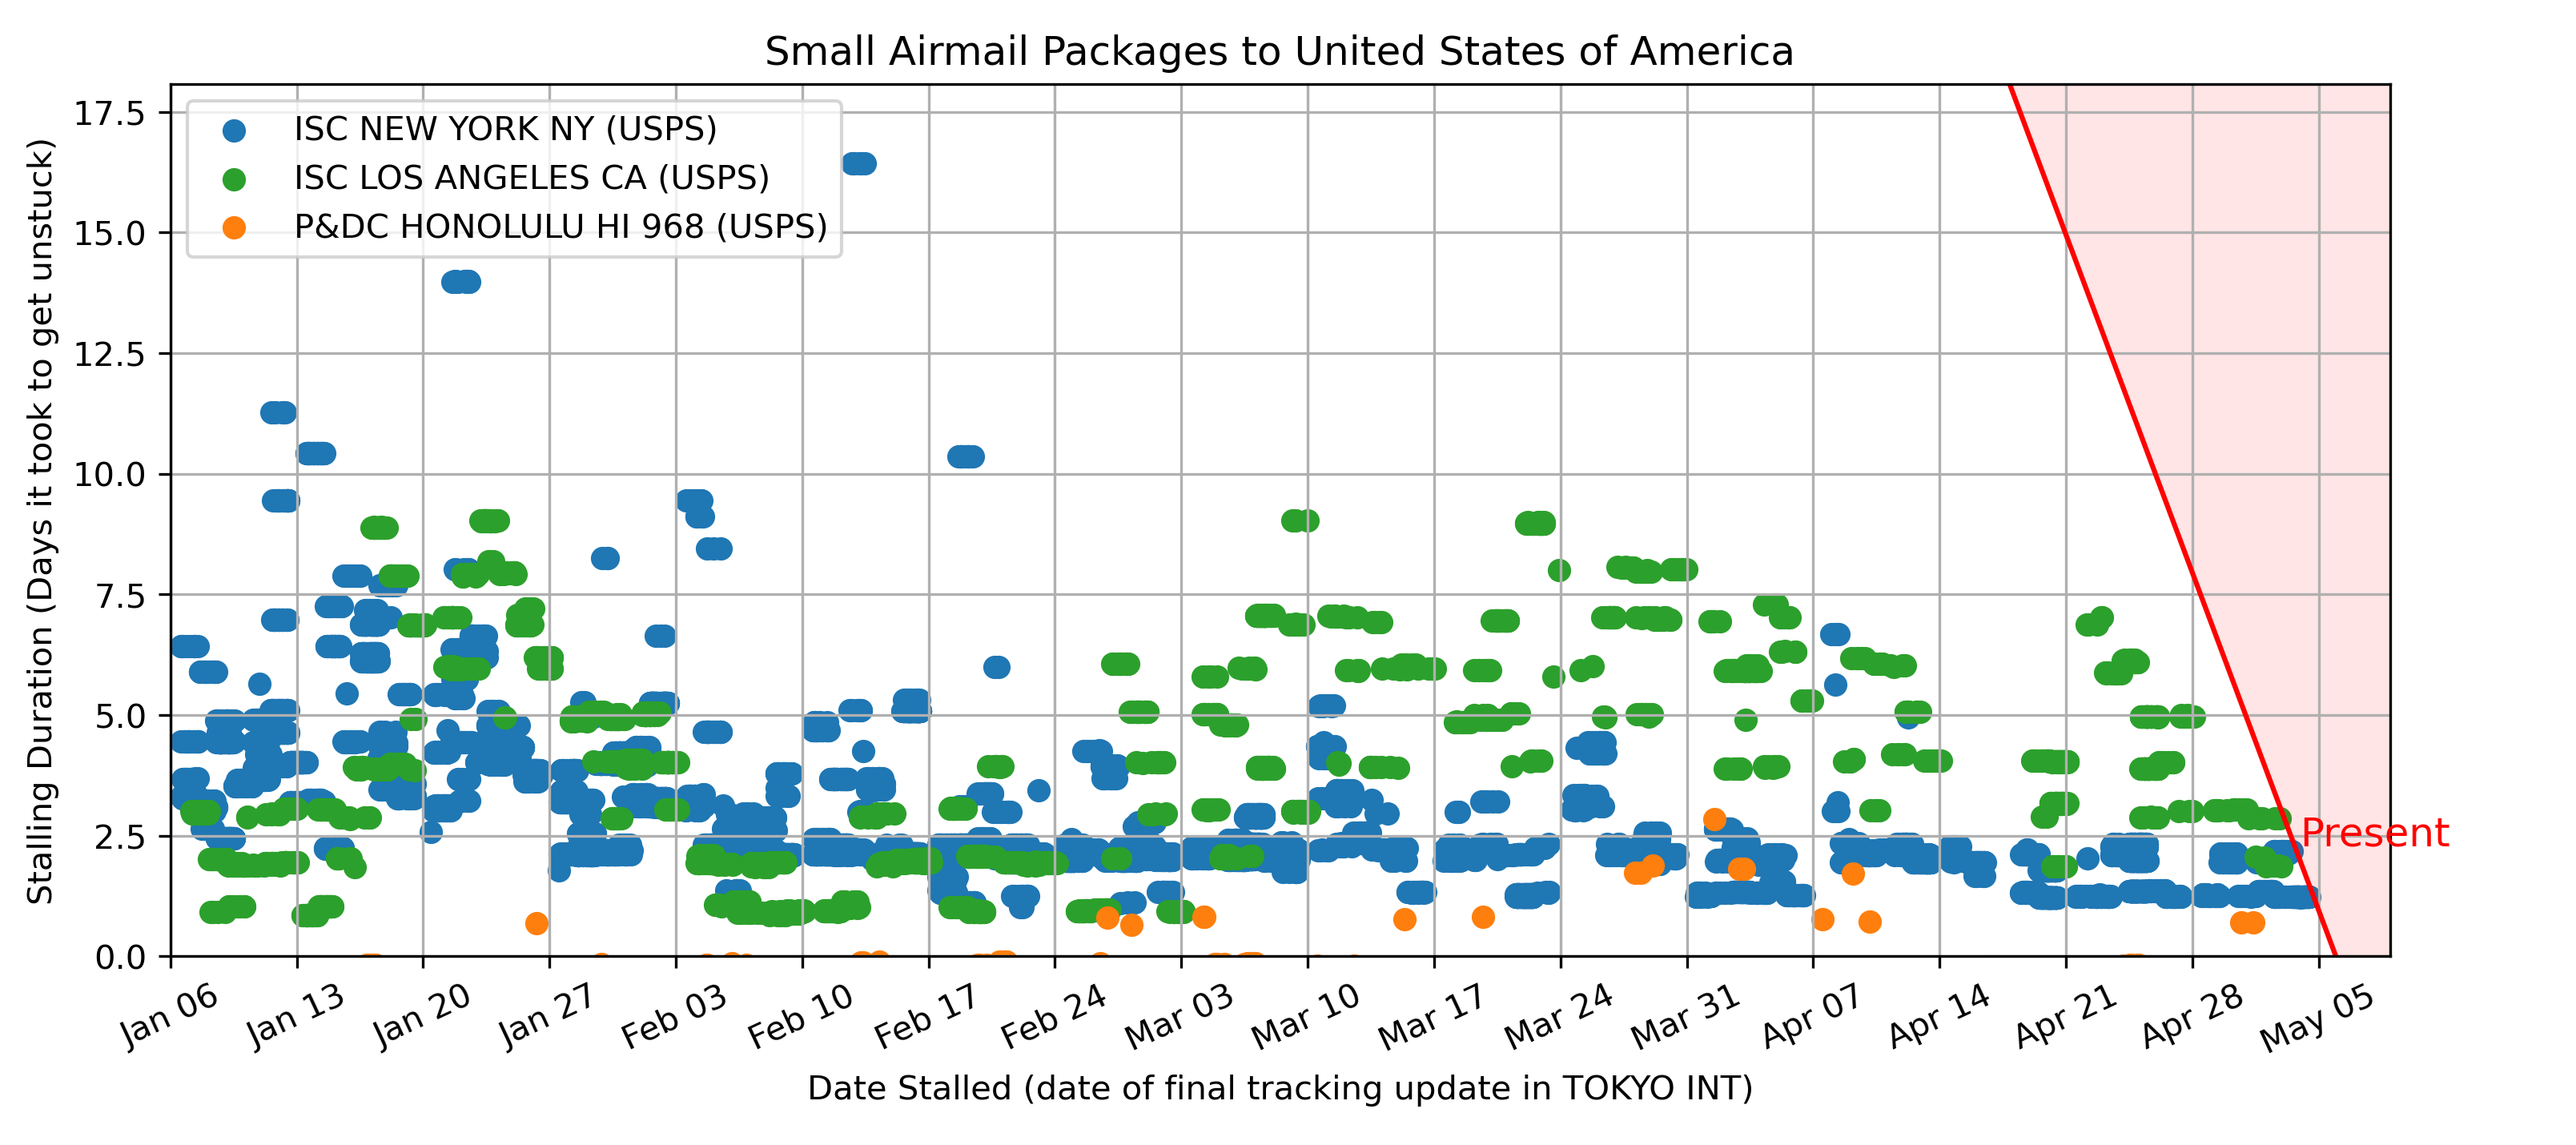 Small Airmail Packages to United States of America
ISC NEW YORK NY (USPS)
ISC LOS ANGELES CA (USPS)
P&DC HONOLULU HI 968 (USPS)
Stalling Duration (Days it took to get unstuck)
17.5
15.0
12.5
10.0
7.5
5.0
2.5
0.0
Present
Jan 06
Jan 13
Jan 20
Jan 27
Feb 03
Feb 10
Feb 17
Feb 24
Mar 03
Mar 10
Mar 17
Mar 24
Mar 31
Apr 07
Apr 14
Apr 21
Apr 28
May 05
Date Stalled (date of final tracking update in TOKYO INT)